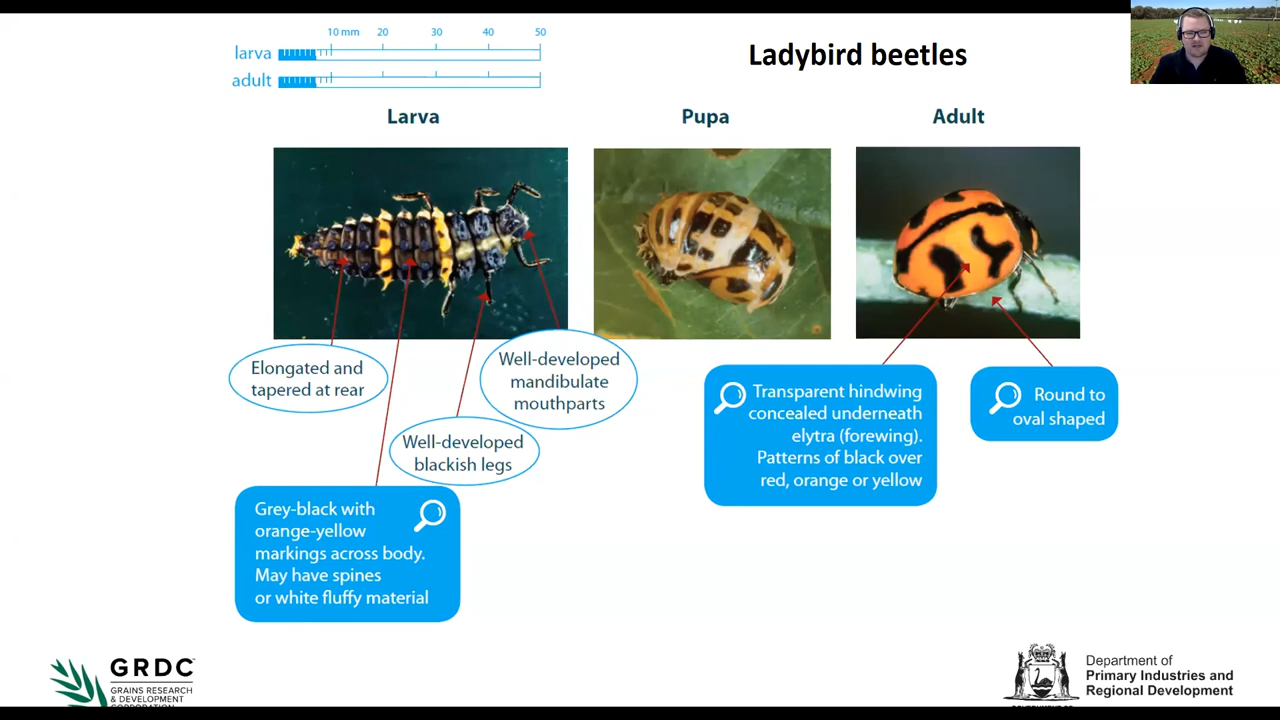 Ladybird beetles
10 mm 20 30 40 50
larva
adult
Larva
Pupa
Adult
Elongated and
tapered at rear
Well-developed
mandibulate
mouthparts
Well-developed
blackish legs
Grey-black with
orange-yellow
markings across body.
May have spines
or white fluffy material
Transparent hindwing
concealed underneath
elytra (forewing).
Patterns of black over
red, orange or yellow
Round to
oval shaped
GRDC
GRAINS RESEARCH
& DEVELOPMENT
CORPORATION
Department of
Primary Industries and
Regional Development